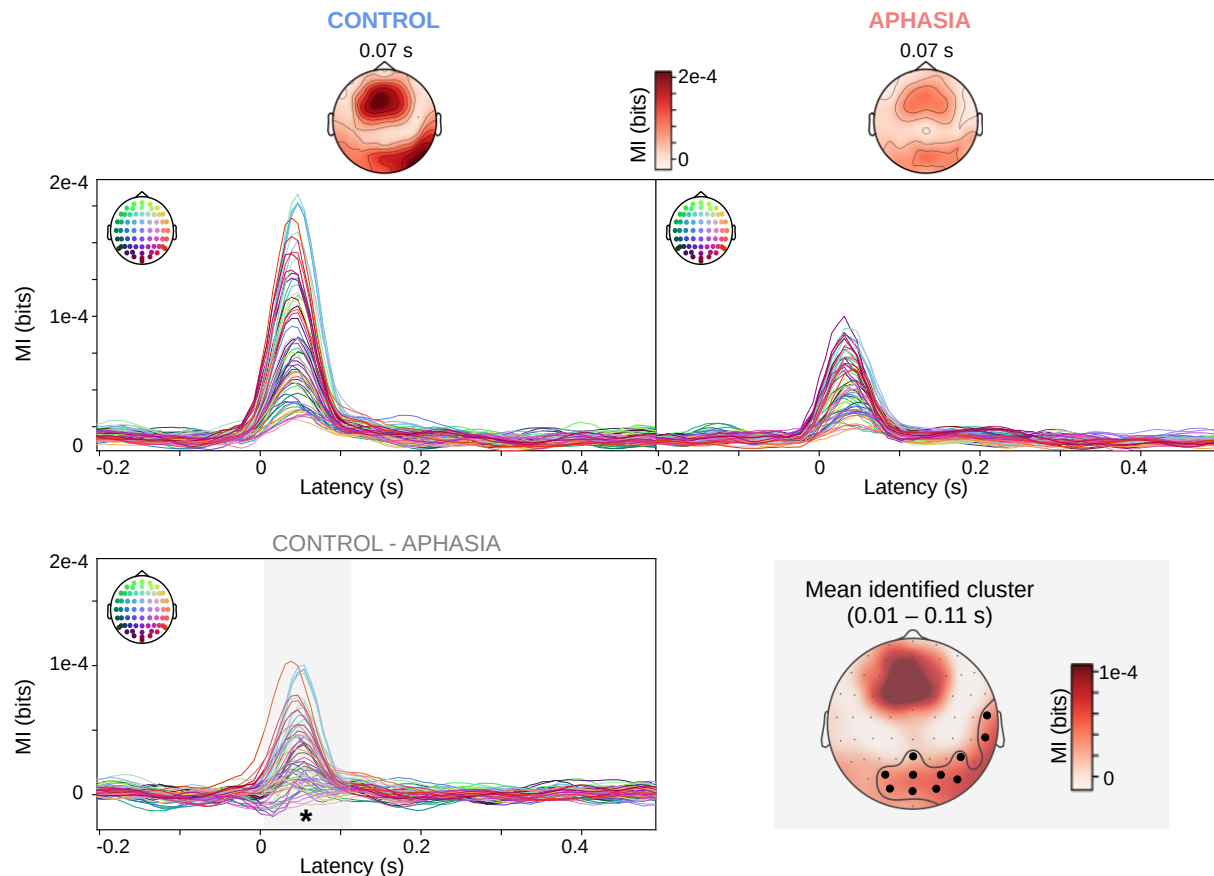 CONTROL
APHASIA
0.07 s
0.07 s
MI (bits)
2e-4
0
2e-4
1e-4
0
MI (bits)
-0.2
0
0.2
0.4
Latency (s)
-0.2
0
0.2
0.4
Latency (s)
CONTROL - APHASIA
2e-4
1e-4
0
MI (bits)
*
-0.2
0
0.2
0.4
Latency (s)
Mean identified cluster
(0.01 – 0.11 s)
MI (bits)
1e-4
0